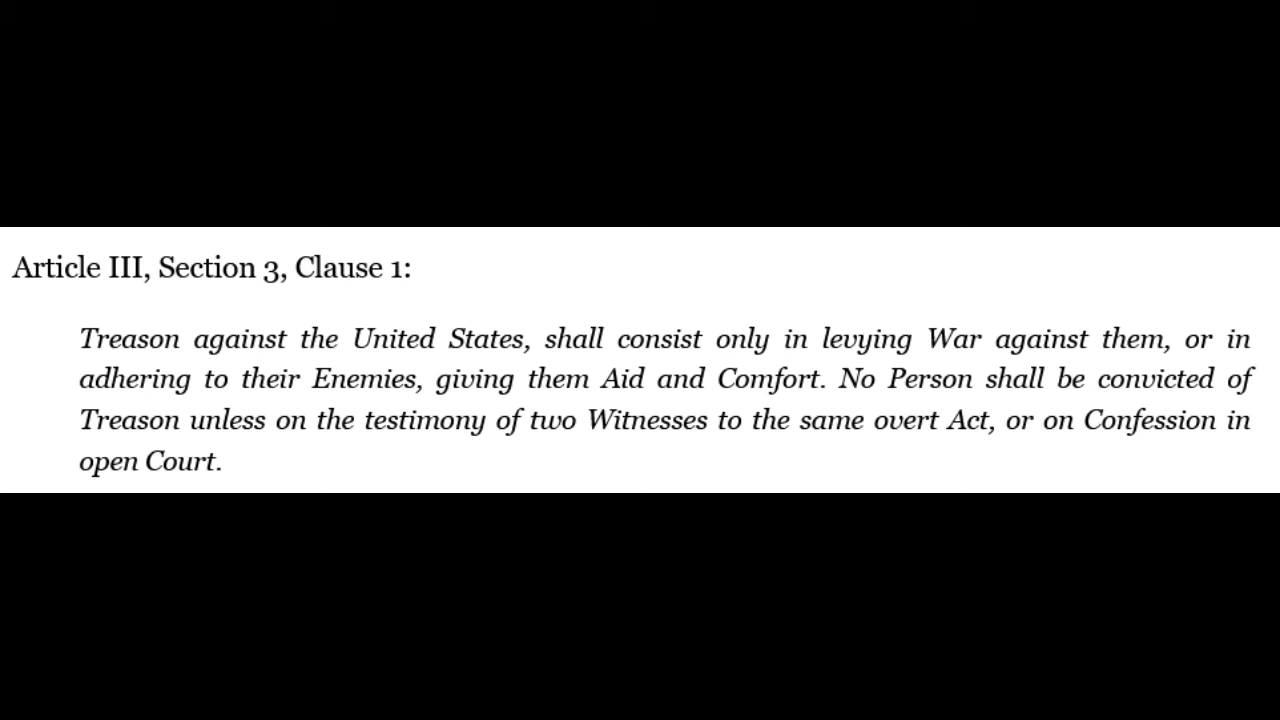 Article III, Section 3, Clause 1:
Treason against the United States, shall consist only in levying War against them, or in
adhering to their Enemies, giving them Aid and Comfort. No Person shall be convicted of
Treason unless on the testimony of two Witnesses to the same overt Act, or on Confession in
open Court.